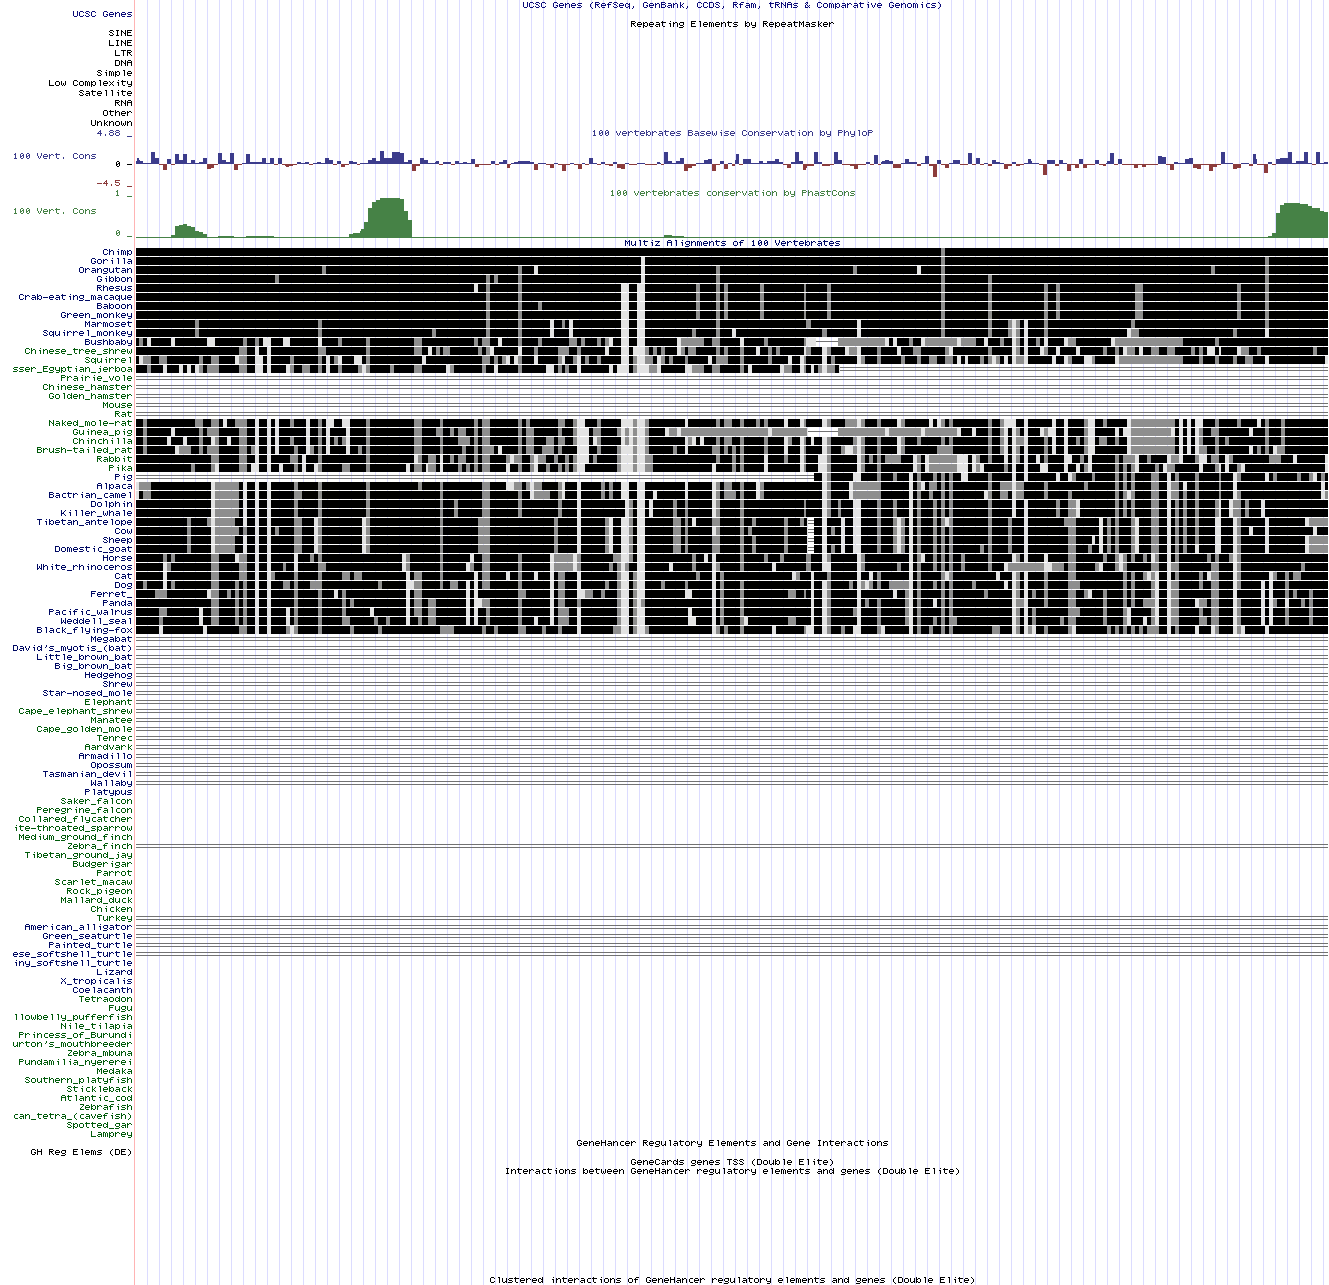 UCSC Genes (RefSeq, GenBank, CCDS, Rfam, tRNAs & Comparative Genomics)
UCSC Genes
Repeating Elements by RepeatMasker
SINE
LINE
LTR
DNA
Simple
Low Complexity
Satellite
RNA
Other
Unknown
4.88 _
100 vertebrates Basewise Conservation by PhyloP
100 Vert. Cons
0 -
-4.5 _
1 _
100 vertebrates conservation by PhastCons
100 Vert. Cons
0 _
Multiz Alignments of 100 Vertebrates
Chimp
Gorilla
Orangutan
Gibbon
Rhesus
Crab-eating_macaque
Baboon
Green_monkey
Marmoset
Squirrel_monkey
Bushbaby
Chinese_tree_shrew
Squirrel
sser_Egyptian_jerboa
Prairie_vole
Chinese_hamster
Golden_hamster
Mouse
Rat
Naked_mole-rat
Guinea_pig
Chinchilla
Brush-tailed_rat
Rabbit
Pika
Pig
Alpaca
Bactrian_camel
Dolphin
Killer_whale
Tibetan_antelope
Cow
Sheep
Domestic_goat
Horse
White_rhinoceros
Cat
Dog
Ferret_
Panda
Pacific_walrus
Weddell_seal
Black_flying-fox
Megabat
David's_myotis_(bat)
Little_brown_bat
Big_brown_bat
Hedgehog
Shrew
Star-nosed_mole
Elephant
Cape_elephant_shrew
Manatee
Cape_golden_mole
Tenrec
Aardvark
Armadillo
Opossum
Tasmanian_devil
Wallaby
Platypus
Saker_falcon
Peregrine_falcon
Collared_flycatcher
ite-throated_sparrow
Medium_ground_finch
Zebra_finch
Tibetan_ground_jay
Budgerigar
Parrot
Scarlet_macaw
Rock_pigeon
Mallard_duck
Chicken
Turkey
American_alligator
Green_seaturtle
Painted_turtle
ese_softshell_turtle
iny_softshell_turtle
Lizard
X_tropicalis
Coelacanth
Tetraodon
Fugu
llowbelly_pufferfish
Nile_tilapia
Princess_of_Burundi
urton's_mouthbreeder
Zebra_mbuna
Pundamilia_nyererei
Medaka
Southern_platyfish
Stickleback
Atlantic_cod
Zebrafish
can_tetra_(cavefish)
Spotted_gar
Lamprey
GeneHancer Regulatory Elements and Gene Interactions
GH Reg Elems (DE)
GeneCards genes TSS (Double Elite)
Interactions between GeneHancer regulatory elements and genes (Double Elite)
Clustered interactions of GeneHancer regulatory elements and genes (Double Elite)